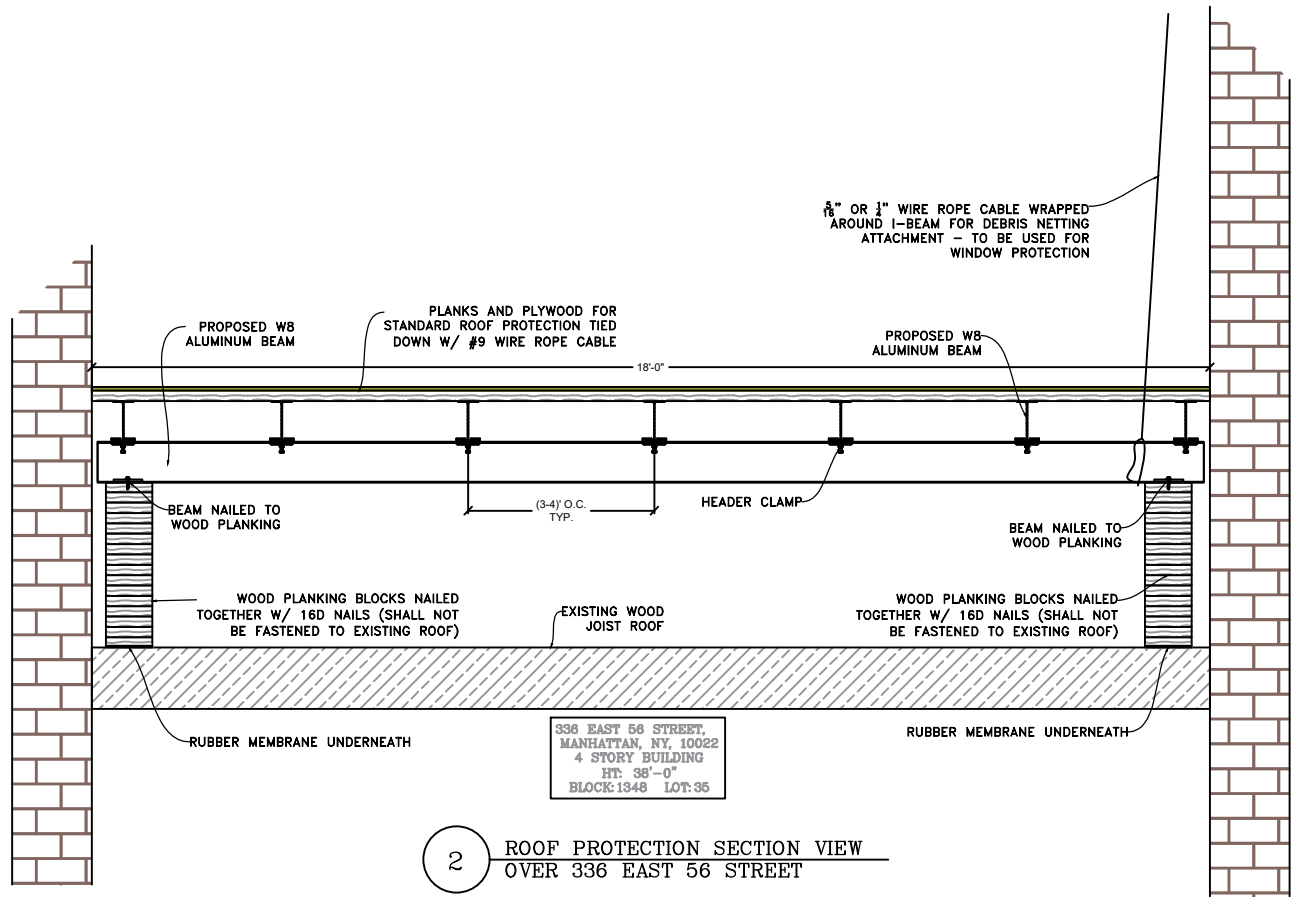 5/16" OR 1/4" WIRE ROPE CABLE WRAPPED
AROUND I-BEAM FOR DEBRIS NETTING
ATTACHMENT - TO BE USED FOR
WINDOW PROTECTION
PLANKS AND PLYWOOD FOR
STANDARD ROOF PROTECTION TIED
DOWN W/ #9 WIRE ROPE CABLE
PROPOSED W8
ALUMINUM BEAM
PROPOSED W8
ALUMINUM BEAM
18'-0"
BEAM NAILED TO
WOOD PLANKING
(3-4)' O.C.
TYP.
HEADER CLAMP
BEAM NAILED TO
WOOD PLANKING
WOOD PLANKING BLOCKS NAILED
TOGETHER W/ 16D NAILS (SHALL NOT
BE FASTENED TO EXISTING ROOF)
EXISTING WOOD
JOIST ROOF
WOOD PLANKING BLOCKS NAILED
TOGETHER W/ 16D NAILS (SHALL NOT
BE FASTENED TO EXISTING ROOF)
RUBBER MEMBRANE UNDERNEATH
RUBBER MEMBRANE UNDERNEATH
336 EAST 56 STREET,
MANHATTAN, NY, 10022
4 STORY BUILDING
HT: 38'-0"
BLOCK:1348 LOT:35
2
ROOF PROTECTION SECTION VIEW
OVER 336 EAST 56 STREET